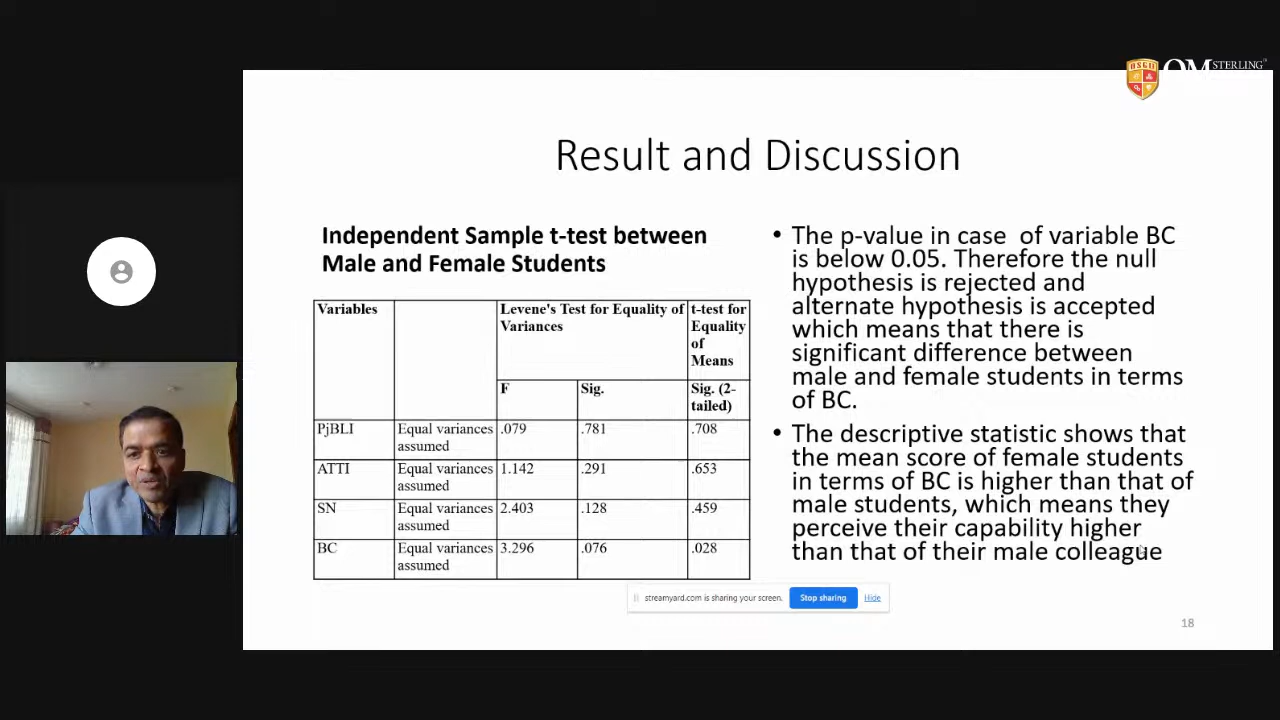 OM STERLING
Result and Discussion
Independent Sample t-test between
Male and Female Students
Variables
Levene's Test for Equality of
Variances
t-test for
Equality
of
Means
F
Sig.
Sig. (2-
tailed)
PjBLI
Equal variances
assumed
.079
.781
.708
ATTI
Equal variances
assumed
1.142
.291
.653
SN
Equal variances
assumed
2.403
.128
.459
BC
Equal variances
assumed
3.296
.076
.028
• The p-value in case of variable BC
is below 0.05. Therefore the null
hypothesis is rejected and
alternate hypothesis is accepted
which means that there is
significant difference between
male and female students in terms
of BC.
• The descriptive statistic shows that
the mean score of female students
in terms of BC is higher than that of
male students, which means they
perceive their capability higher
than that of their male colleague
streamyard.com is sharing your screen.
Stop sharing
Hide
18